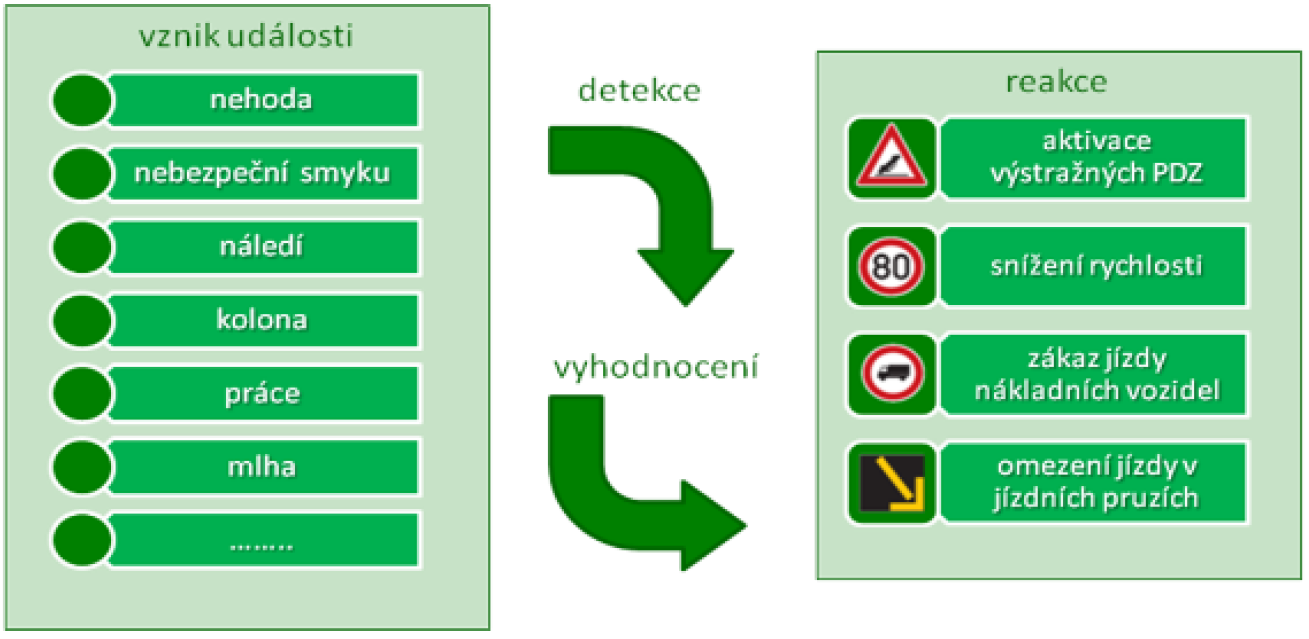 vznik události
nehoda
nebezpeční smyku
náledí
kolona
práce
mlha
........
detekce
vyhodnocení
reakce
aktivace
výstražných PDZ
80
snížení rychlosti
zákaz jízdy
nákladních vozidel
omezení jízdy v
jízdních pruzích